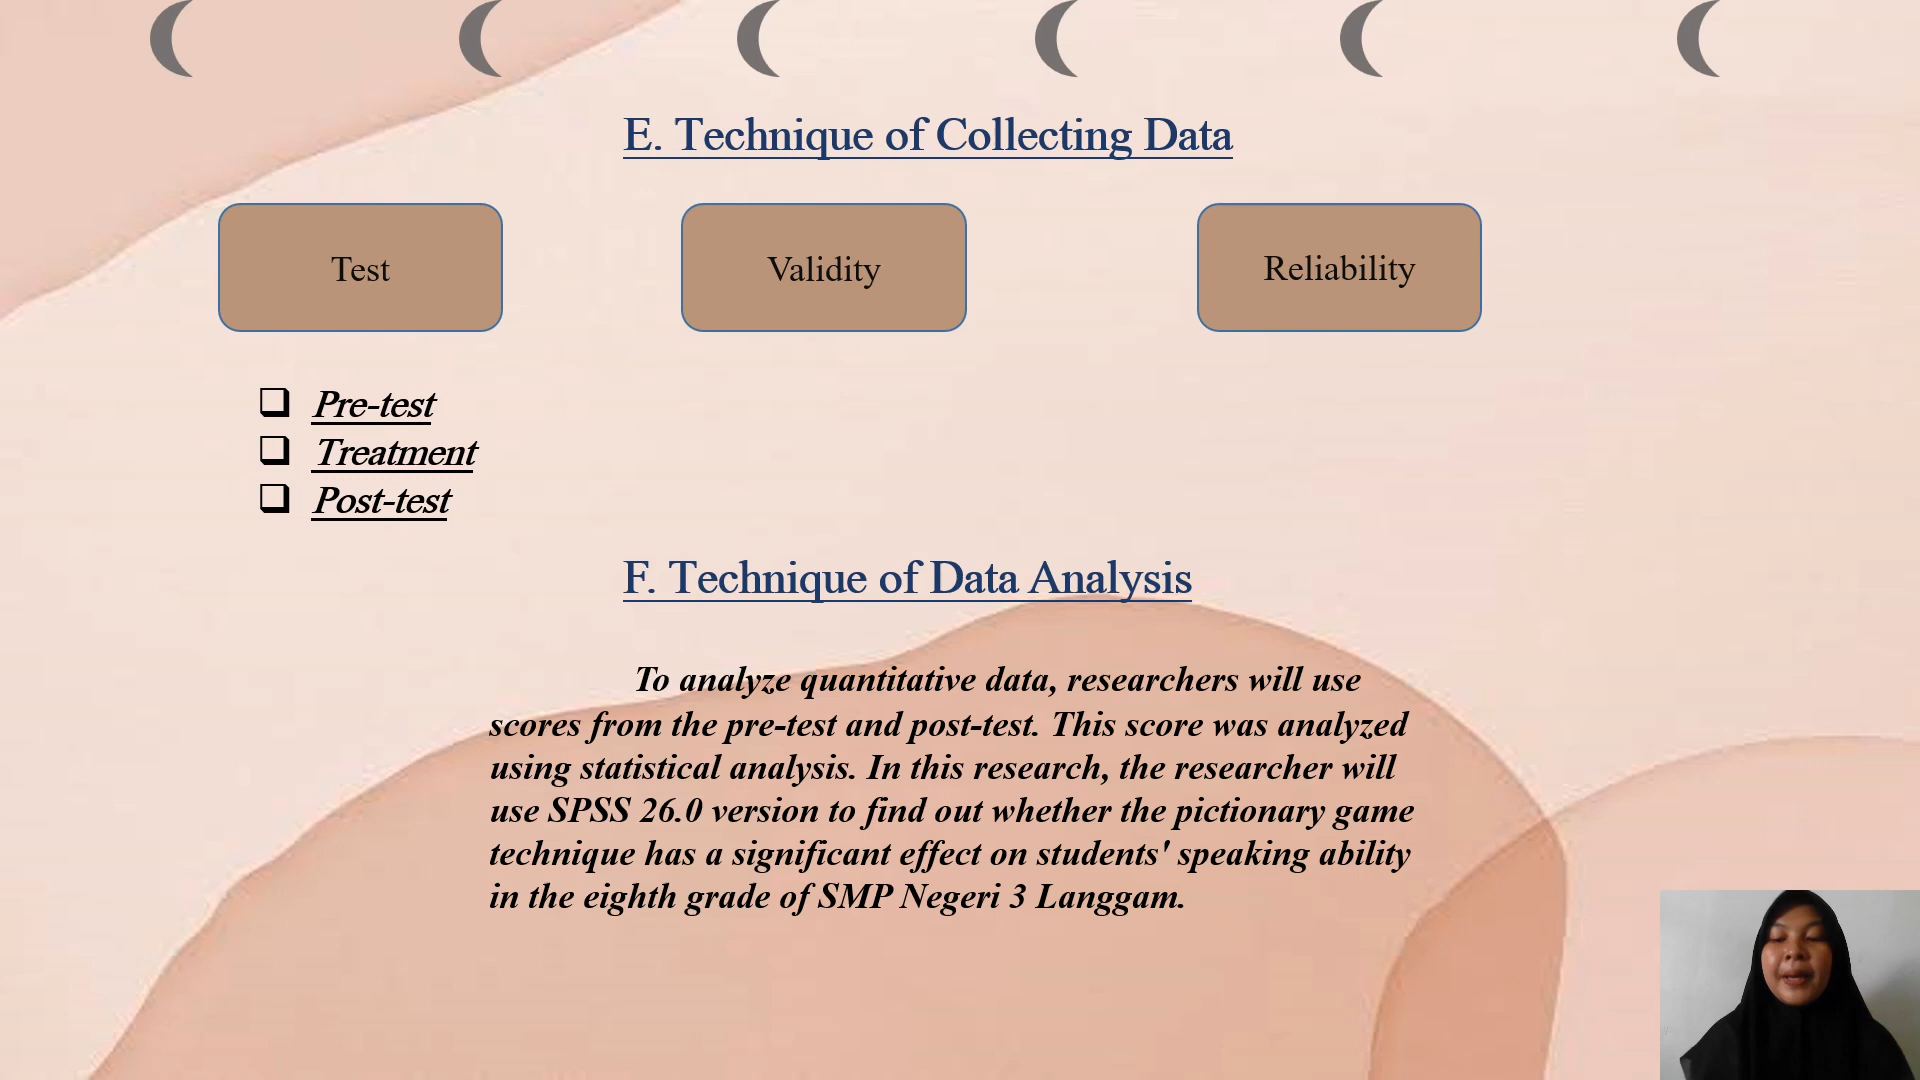 E. Technique of Collecting Data
Test
Validity
Reliability
Pre-test
Treatment
Post-test
F. Technique of Data Analysis
To analyze quantitative data, researchers will use
scores from the pre-test and post-test. This score was analyzed
using statistical analysis. In this research, the researcher will
use SPSS 26.0 version to find out whether the pictionary game
technique has a significant effect on students' speaking ability
in the eighth grade of SMP Negeri 3 Langgam.